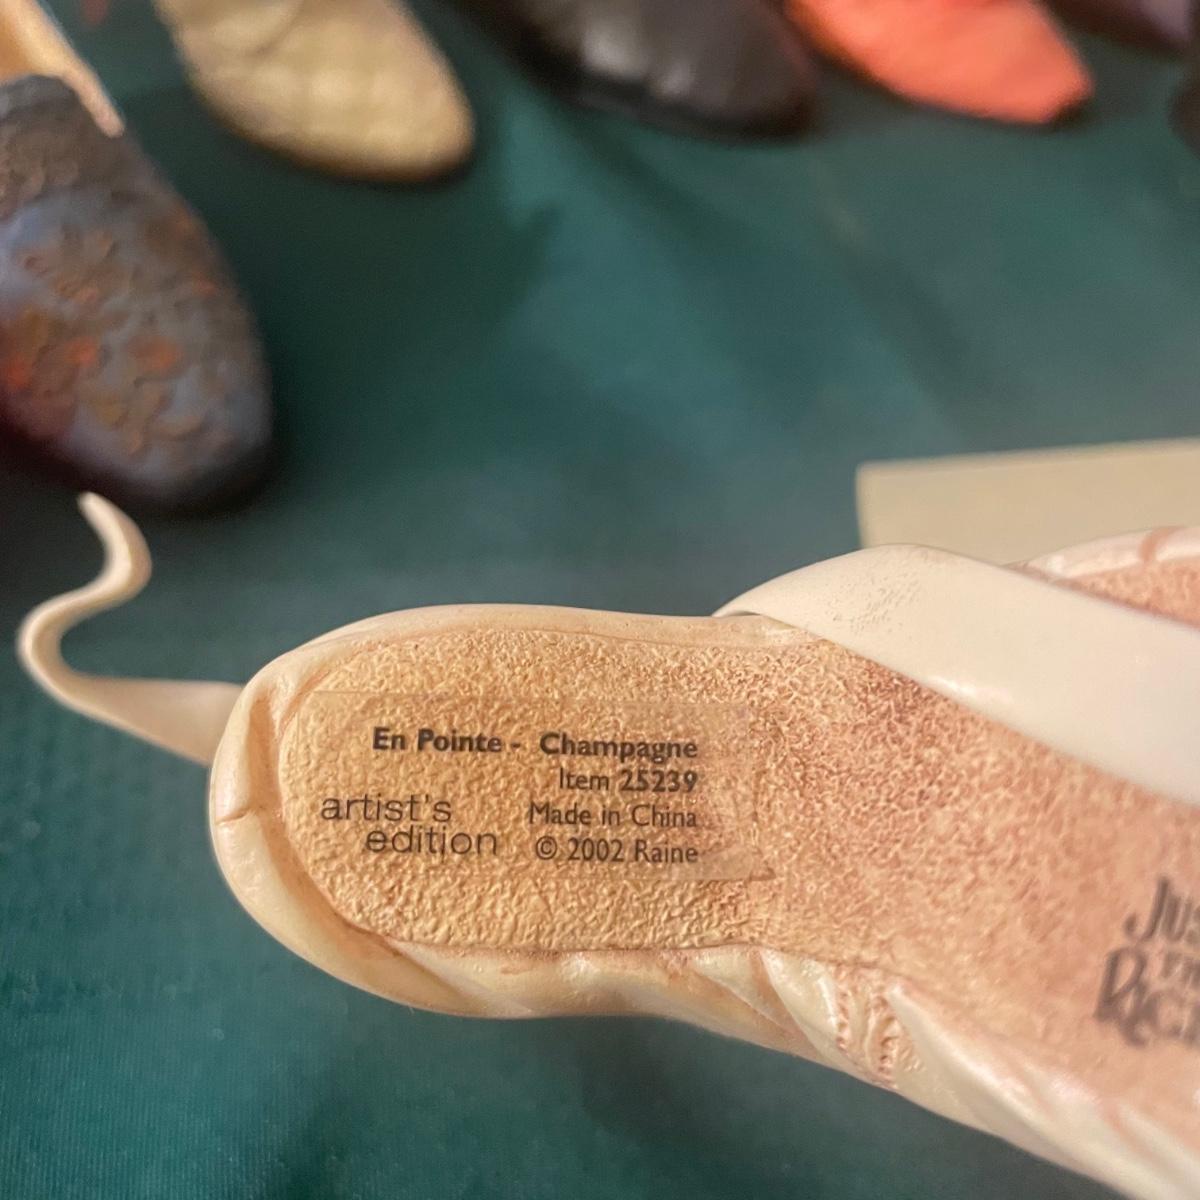 En Pointe - Champagne
Item 25239
artist's
edition
Made in China
© 2002 Raine